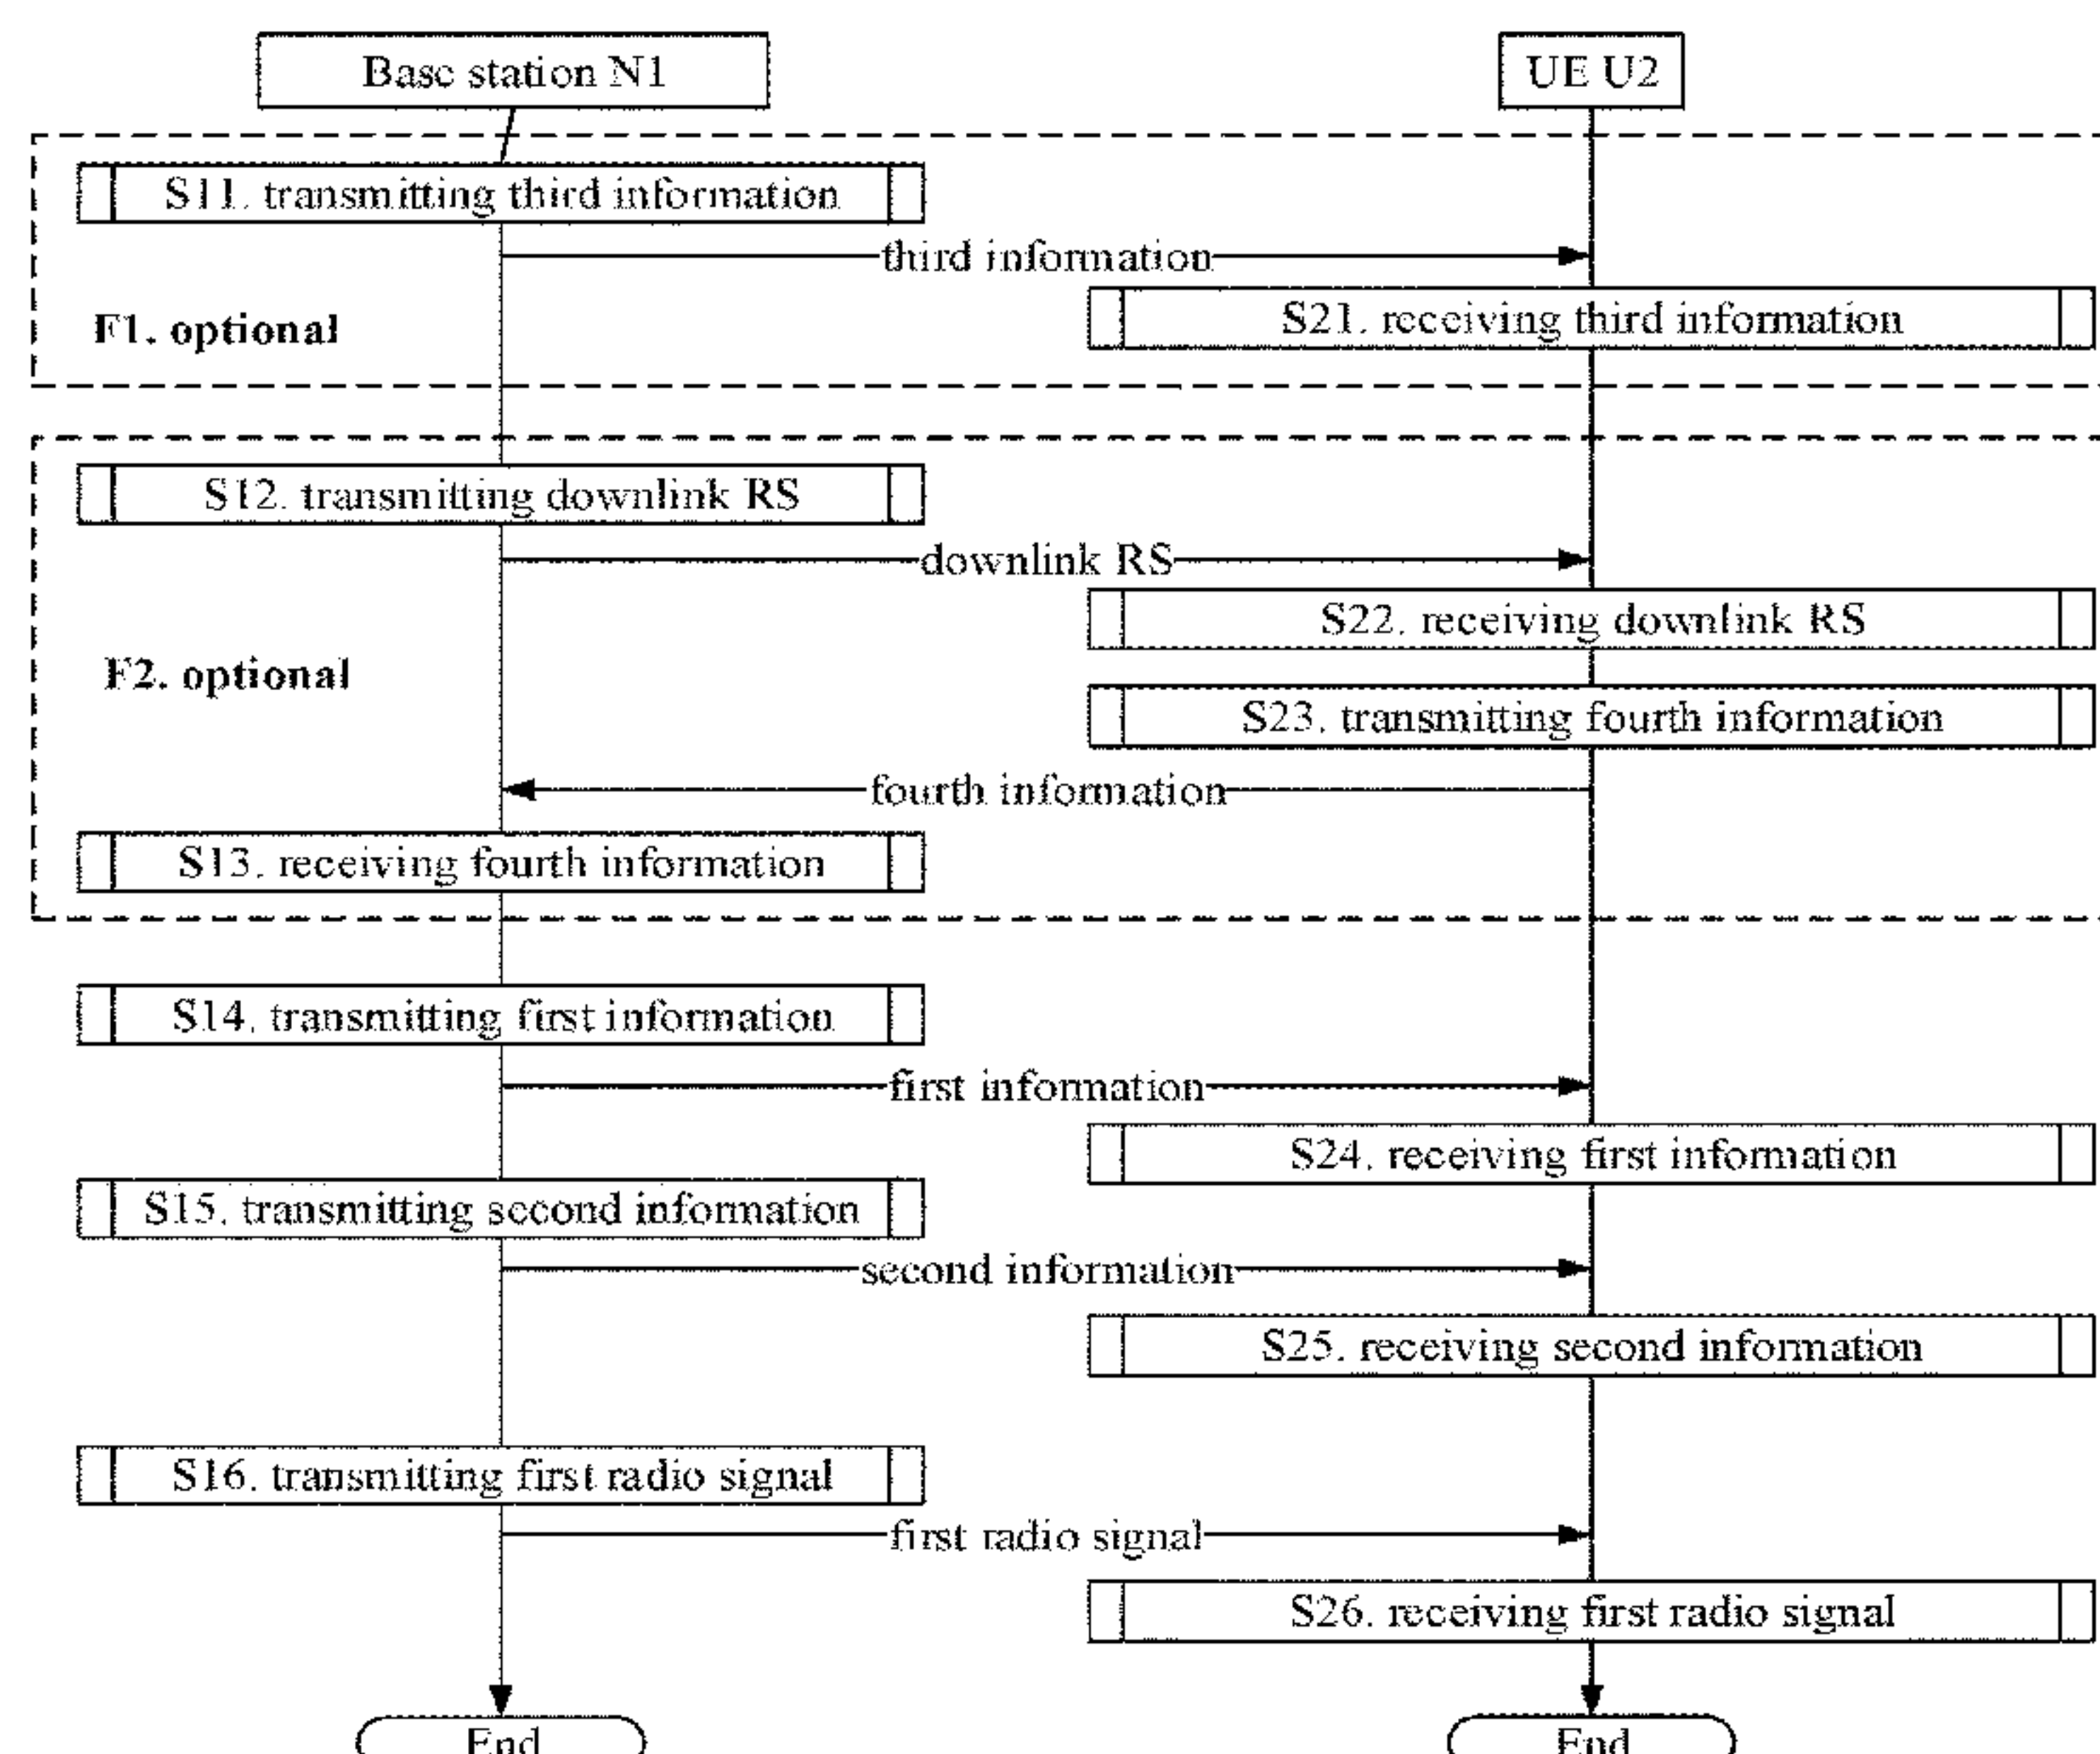 Base station N1
UE U2
S11. transmitting third information
third information
S21. receiving third information
F1. optional
S12. transmitting downlink RS
downlink RS
S22. receiving downlink RS
F2. optional
S23. transmitting fourth information
fourth information
S13. receiving fourth information
S14. transmitting first information
first information
S24. receiving first information
S15. transmitting second information
second information
S25. receiving second information
S16. transmitting first radio signal
first radio signal
S26. receiving first radio signal
End
End